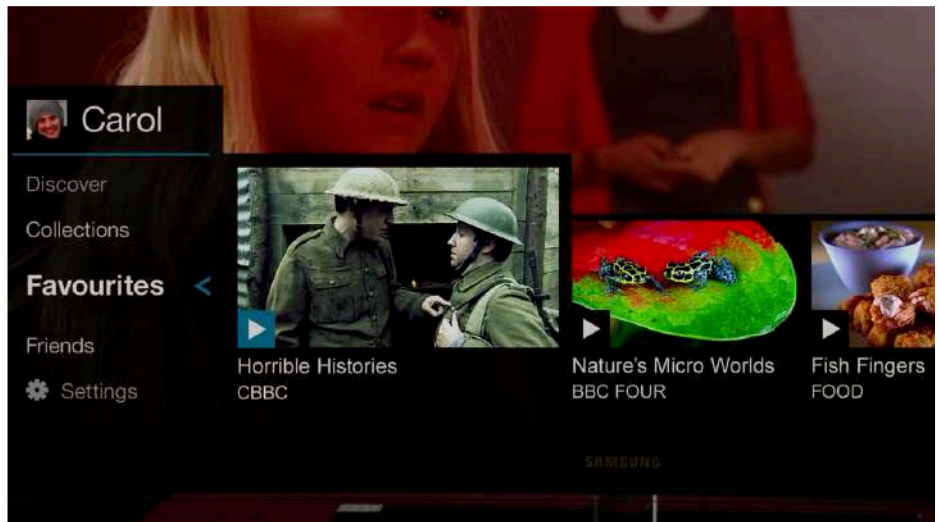 Carol
Discover
Collections
Favourites <
Friends
Settings
Horrible Histories
CBBC
Nature's Micro Worlds
BBC FOUR
Fish Fingers
FOOD
SAMSUNG